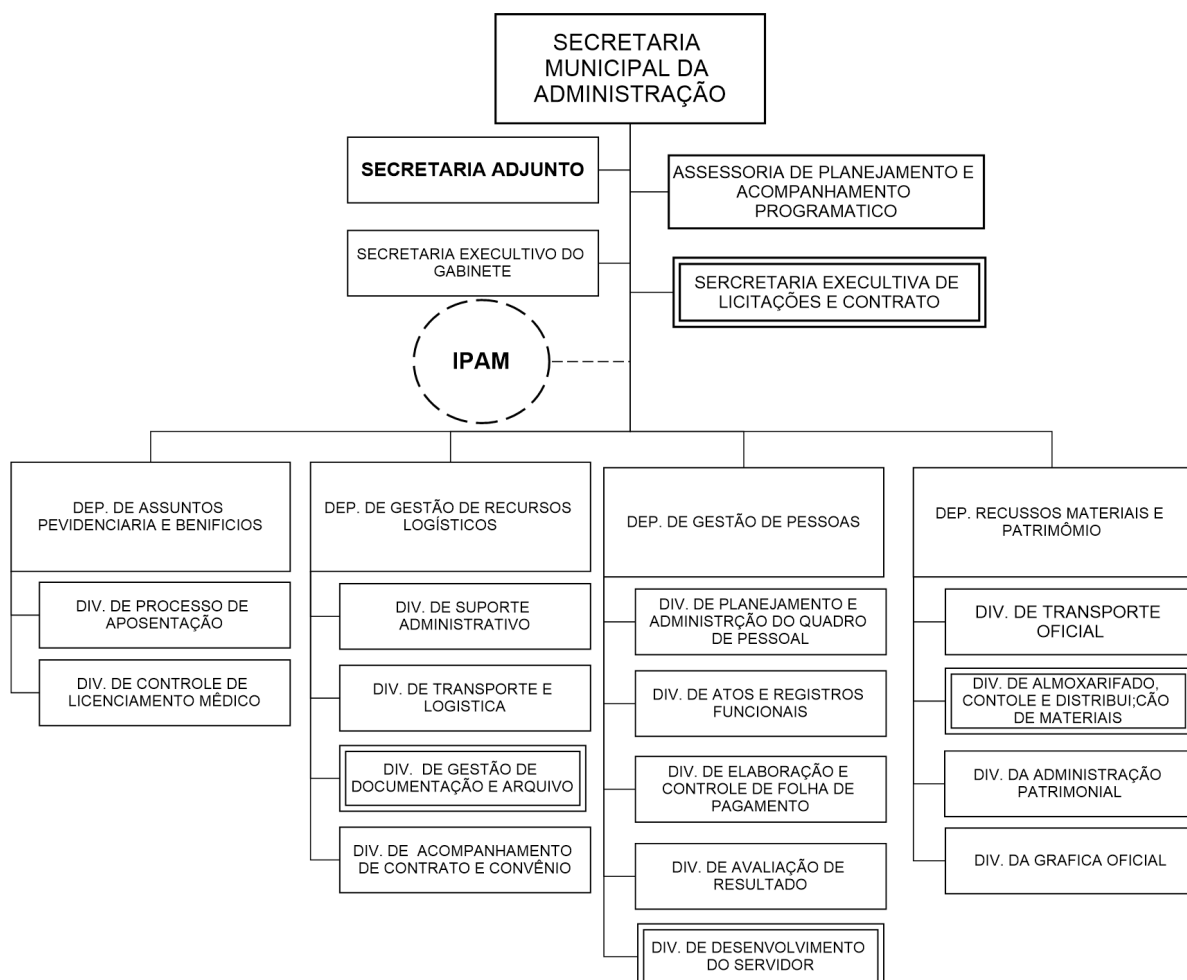 SECRETARIA
MUNICIPAL DA
ADMINISTRAÇÃO
SECRETARIA ADJUNTO
ASSESSORIA DE PLANEJAMENTO E
ACOMPANHAMENTO
PROGRAMATICO
SECRETARIA EXECUTIVO DO
GABINETE
SERCRETARIA EXECUTIVA DE
LICITAÇÕES E CONTRATO
IPAM
DEP. DE ASSUNTOS
PEVIDENCIARIA E BENIFICIOS
DIV. DE PROCESSO DE
APOSENTAÇÃO
DIV. DE CONTROLE DE
LICENCIAMENTO MÊDICO
DEP. DE GESTÃO DE RECURSOS
LOGÍSTICOS
DIV. DE SUPORTE
ADMINISTRATIVO
DIV. DE TRANSPORTE E
LOGISTICA
DIV. DE GESTÃO DE
DOCUMENTAÇÃO E ARQUIVO
DIV. DE ACOMPANHAMENTO
DE CONTRATO E CONVÊNIO
DEP. DE GESTÃO DE PESSOAS
DIV. DE PLANEJAMENTO E
ADMINISTRÇÃO DO QUADRO
DE PESSOAL
DIV. DE ATOS E REGISTROS
FUNCIONAIS
DIV. DE ELABORAÇÃO E
CONTROLE DE FOLHA DE
PAGAMENTO
DIV. DE AVALIAÇÃO DE
RESULTADO
DIV. DE DESENVOLVIMENTO
DO SERVIDOR
DEP. RECUSSOS MATERIAIS E
PATRIMÔMIO
DIV. DE TRANSPORTE
OFICIAL
DIV. DE ALMOXARIFADO,
CONTOLE E DISTRIBUI;CÃO
DE MATERIAIS
DIV. DA ADMINISTRAÇÃO
PATRIMONIAL
DIV. DA GRAFICA OFICIAL